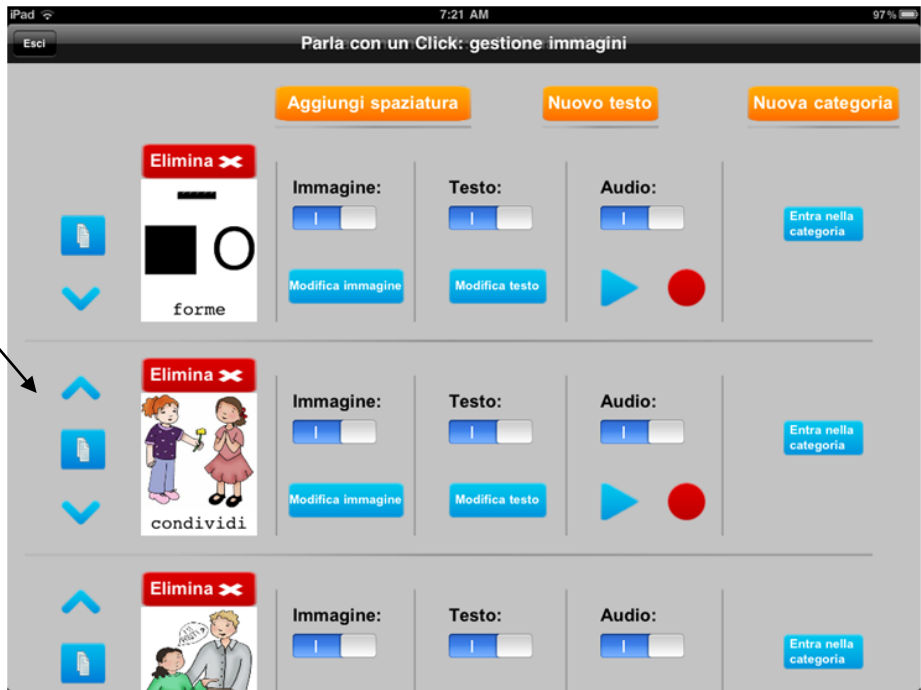 iPad 7:21 AM 97%
Esci Parla con un Click: gestione immagini
Aggiungi spaziatura Nuovo testo Nuova categoria
Elimina
Immagine: Testo: Audio:
Entra nella
categoria
Modifica immagine Modifica testo
forme
Elimina
Immagine: Testo: Audio:
Entra nella
categoria
Modifica immagine Modifica testo
condividi
Elimina
Immagine: Testo: Audio:
Entra nella
categoria